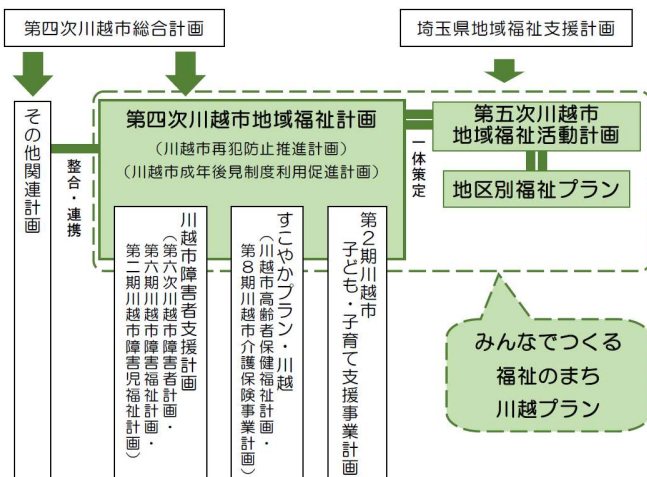 第四次川越市総合計画
埼玉県地域福祉支援計画
その他関連計画
整合・連携
第四次川越市地域福祉計画
(川越市再犯防止推進計画)
(川越市成年後見制度利用促進計画)
一体策定
第五次川越市
地域福祉活動計画
地区別福祉プラン
川越市障害者支援計画
(第六次川越市障害者計画・
第六期川越市障害福祉計画・
第二期川越市障害児福祉計画)
すこやかプラン・川越
(川越市高齢者保健福祉計画・
第8期川越市介護保険事業計画)
第2期川越市
子ども・子育て支援事業計画
みんなでつくる
福祉のまち
川越プラン